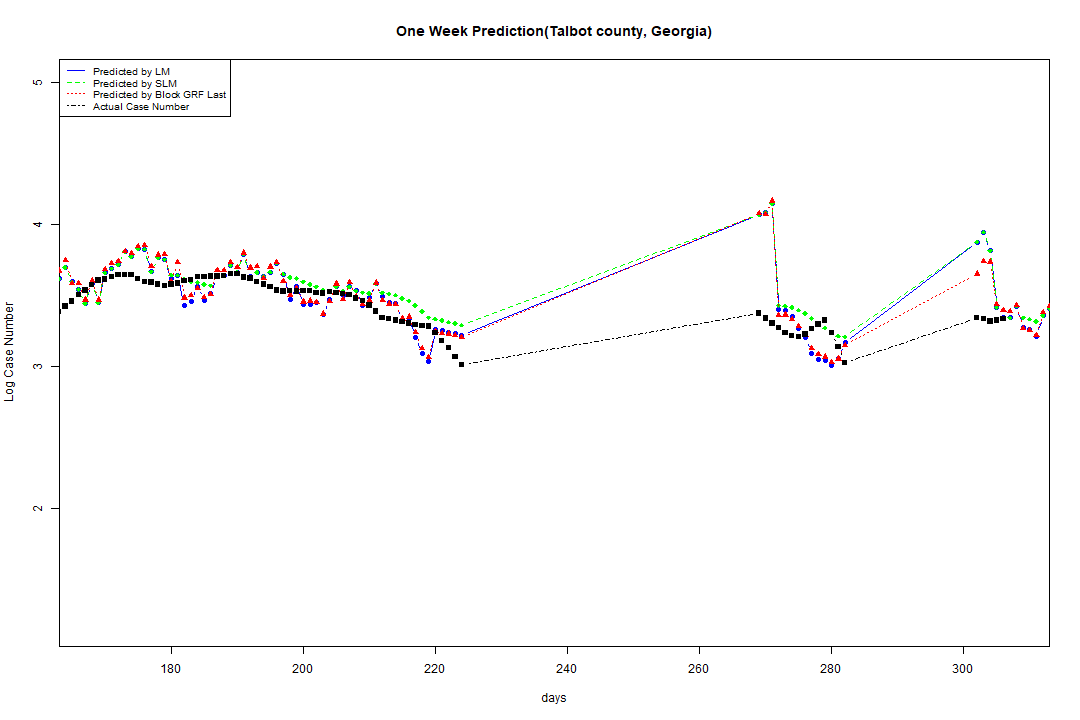 One Week Prediction(Talbot county, Georgia)
Predicted by LM
Predicted by SLM
Predicted by Block GRF Last
Actual Case Number
5
4
3
2
Log Case Number
180 200 220 240 260 280 300
days